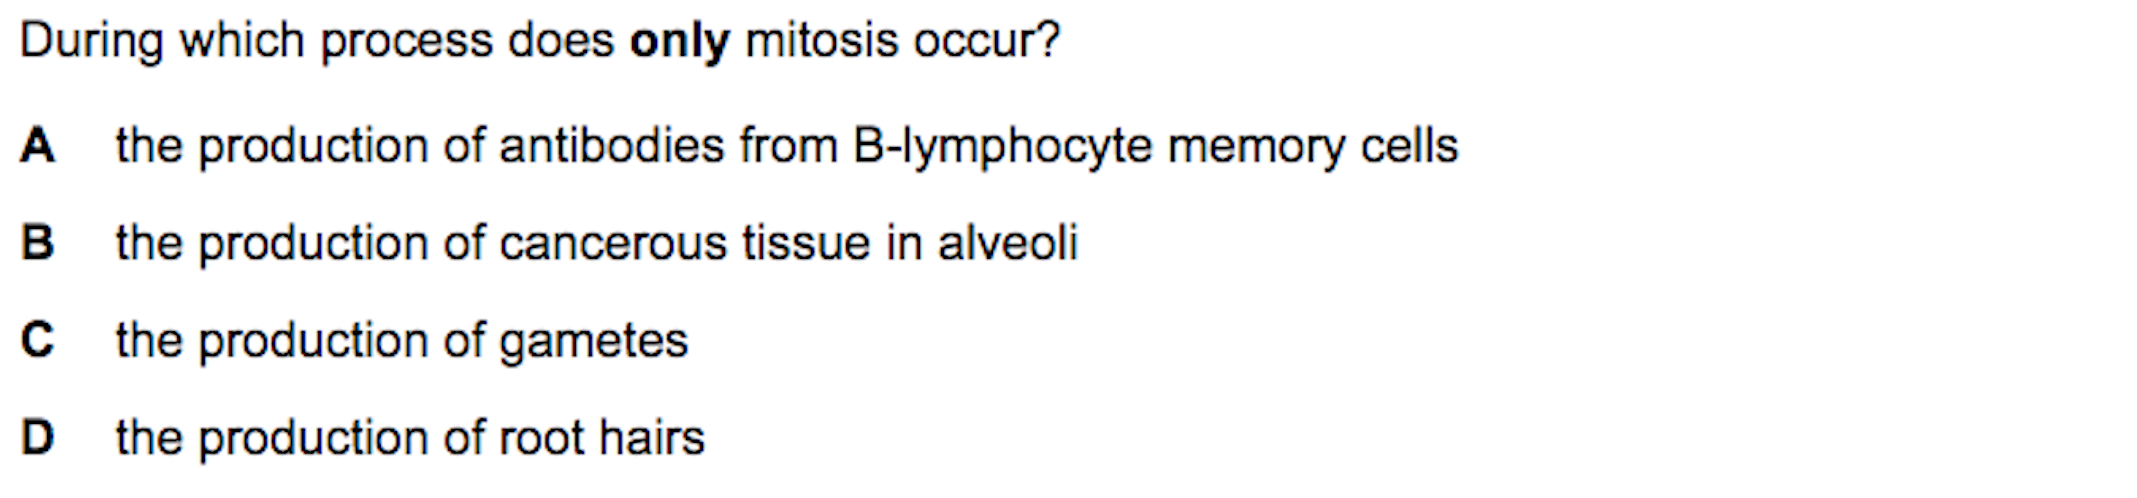 During which process does only mitosis occur?
A the production of antibodies from B-lymphocyte memory cells
B the production of cancerous tissue in alveoli
C the production of gametes
D the production of root hairs